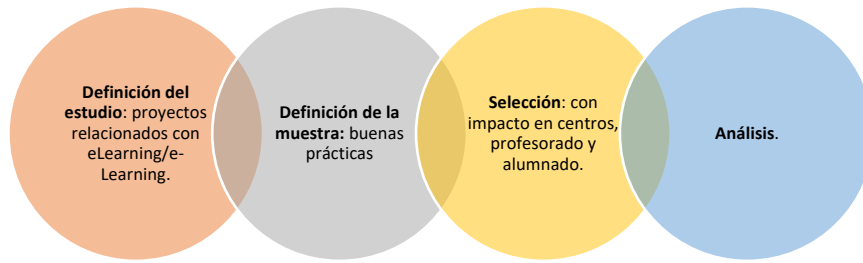 Definición del
estudio: proyectos
relacionados con
eLearning/e-
Learning.
Definición de la
muestra: buenas
prácticas
Selección: con
impacto en centros,
profesorado y
alumnado.
Análisis.